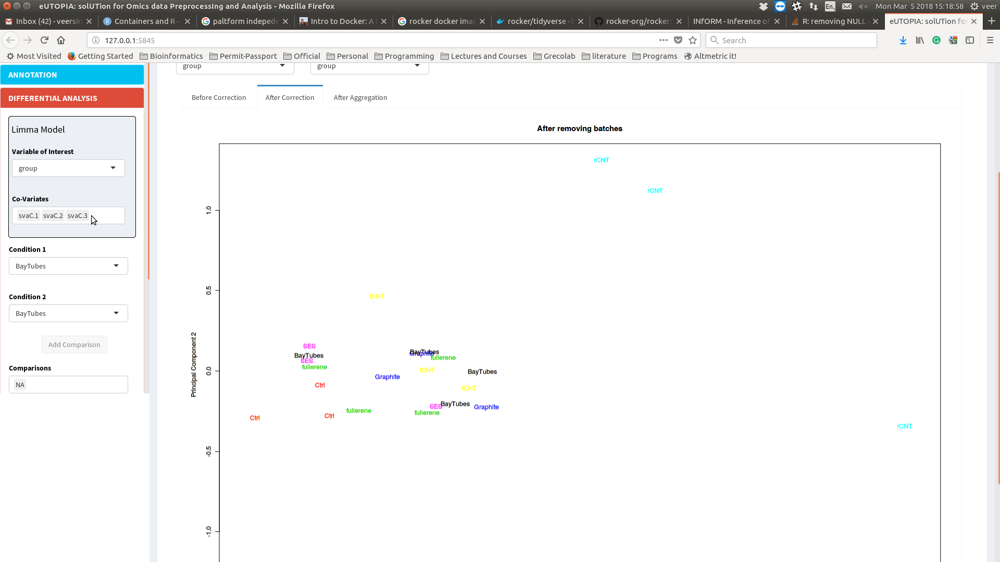 eUTOPIA: solUTion for Omics data PreprocessIng and Analysis - Mozilla Firefox
En1
Mon Mar 5 2018 15:18:58
veer
Inbox (42) - veersin
Containers and R -
paltform indepede
Intro to Docker: A
rocker docker imag
rocker/tidyverse - D
rocker-org/rocker:
INfORM - Inference of
R: removing NULL
eUTOPIA: solUTion fo
127.0.0.1:5845
Search
Most Visited
Getting Started
Bioinformatics
Permit-Passport
Official
Personal
Programming
Lectures and Courses
Grecolab
literature
Programs
Altmetric it!
ANNOTATION
DIFFERENTIAL ANALYSIS
Limma Model
Variable of Interest
group
Co-Variates
svaC.1 svaC.2 svaC.3
Condition 1
BayTubes
Condition 2
BayTubes
Add Comparison
Comparisons
NA
group
group
Before Correction
After Correction
After Aggregation
After removing batches
Principal Component 2
1.0
0.5
0.0
-0.5
-1.0
rCNT
rCNT
tCNT
SES
BayTubes
SES
fullerene
BayTubes
Graphite
fullerene
tCNT
BayTubes
Graphite
Ctrl
tCNT
SES
BayTubes
Graphite
fullerene
fullerene
Ctrl
Ctrl
rCNT